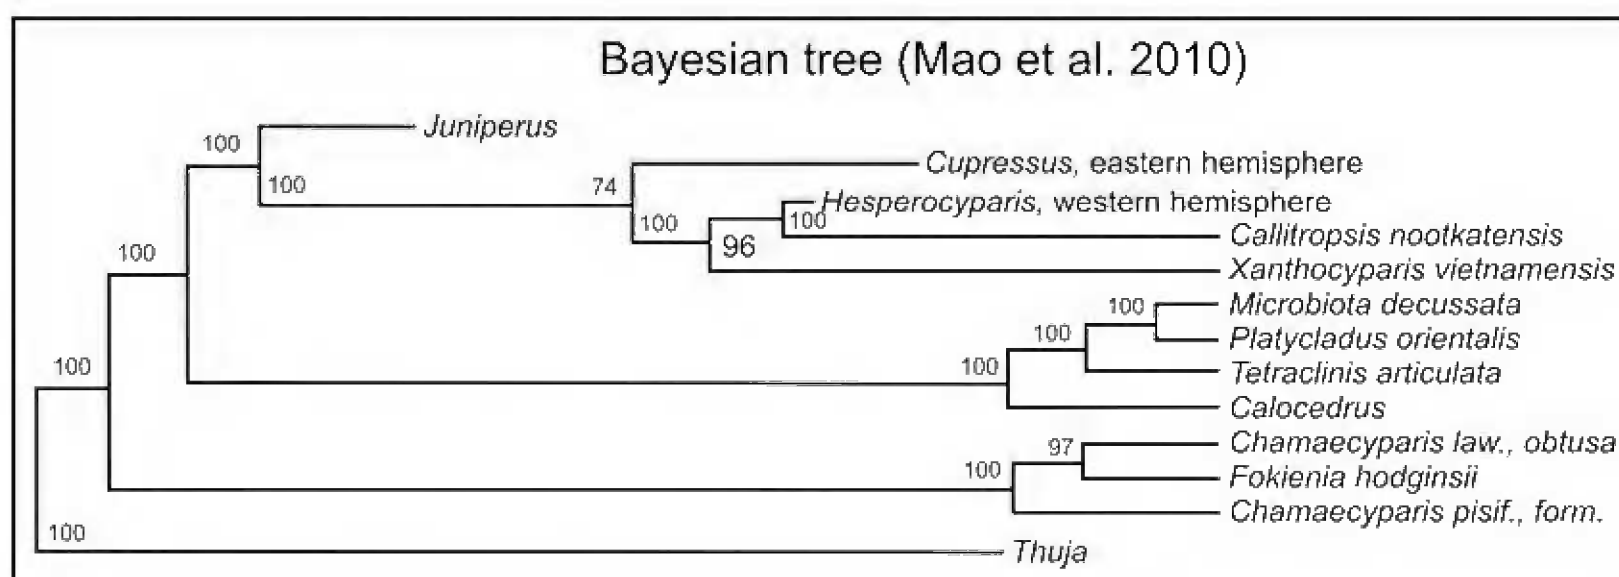 Bayesian tree (Mao et al. 2010)
Juniperus
100
100
Cupressus, eastern hemisphere
74
Hesperocyparis, western hemisphere
100
100
Callitropsis nootkatensis
96
Xanthocyparis vietnamensis
100
100
Microbiota decussata
100
Platycladus orientalis
100
Tetraclinis articulata
100
Calocedrus
Chamaecyparis law., obtusa
97
100
Fokienia hodginsii
Chamaecyparis pisif., form.
100
Thuja